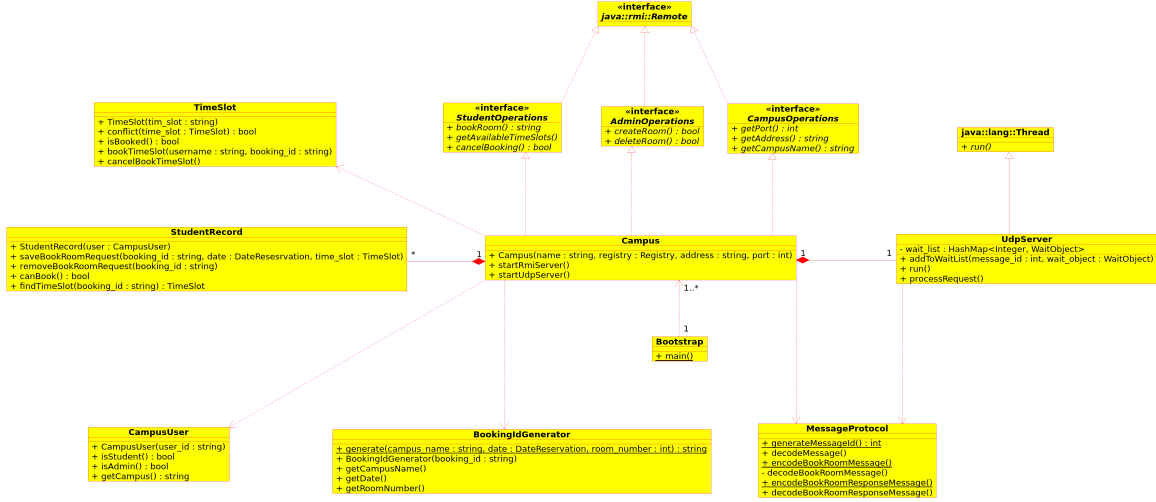 «interface»
java::rmi::Remote
TimeSlot
+ TimeSlot(tim_slot : string)
+ conflict(time_slot : TimeSlot) : bool
+ isBooked() : bool
+ bookTimeSlot(username : string, booking_id : string)
+ cancelBookTimeSlot()
«interface»
StudentOperations
+ bookRoom() : string
+ getAvailableTimeSlots()
+ cancelBooking() : bool
«interface»
AdminOperations
+ createRoom() : bool
+ deleteRoom() : bool
«interface»
CampusOperations
+ getPort() : int
+ getAddress() : string
+ getCampusName() : string
java::lang::Thread
+ run()
StudentRecord
+ StudentRecord(user : CampusUser)
+ saveBookRoomRequest(booking_id : string, date : DateResesrvation, time_slot : TimeSlot)
+ removeBookRoomRequest(booking_id : string)
+ canBook() : bool
+ findTimeSlot(booking_id : string) : TimeSlot
*
1
Campus
+ Campus(name : string, registry : Registry, address : string, port : int)
+ startRmiServer()
+ startUdpServer()
1
1
UdpServer
- wait_list : HashMap<Integer, WaitObject>
+ addToWaitList(message_id : int, wait_object : WaitObject)
+ run()
+ processRequest()
1..*
1
Bootstrap
+ main()
CampusUser
+ CampusUser(user_id : string)
+ isStudent() : bool
+ isAdmin() : bool
+ getCampus() : string
BookingIdGenerator
+ generate(campus_name : string, date : DateReservation, room_number : int) : string
+ BookingIdGenerator(booking_id : string)
+ getCampusName()
+ getDate()
+ getRoomNumber()
MessageProtocol
+ generateMessageId() : int
+ decodeMessage()
+ encodeBookRoomMessage()
- decodeBookRoomMessage()
+ encodeBookRoomResponseMessage()
+ decodeBookRoomResponseMessage()